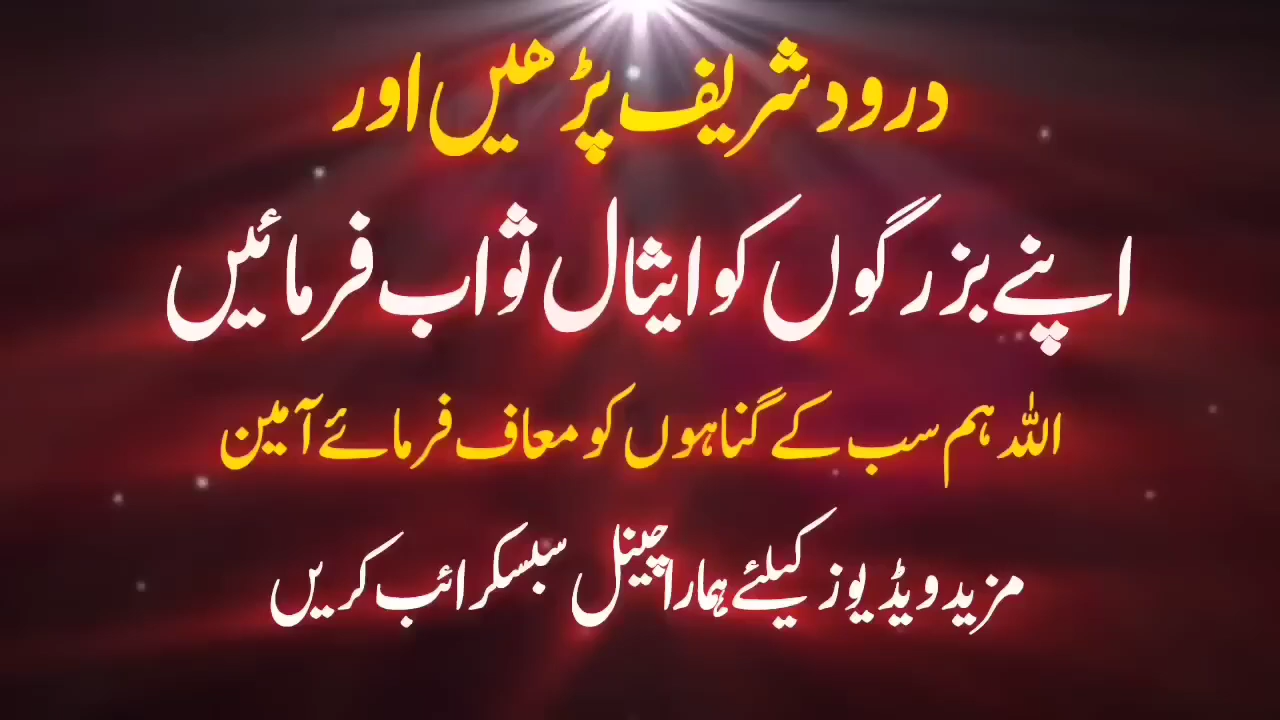 درود شریف پڑھیں اور
اپنے بزرگوں کو ایثال ثواب فرمائیں
اللہ ہم سب کے گناہوں کو معاف فرمائے آمین
مزید ویڈیوز کیلئے ہمارا چینل سبسکرائب کریں